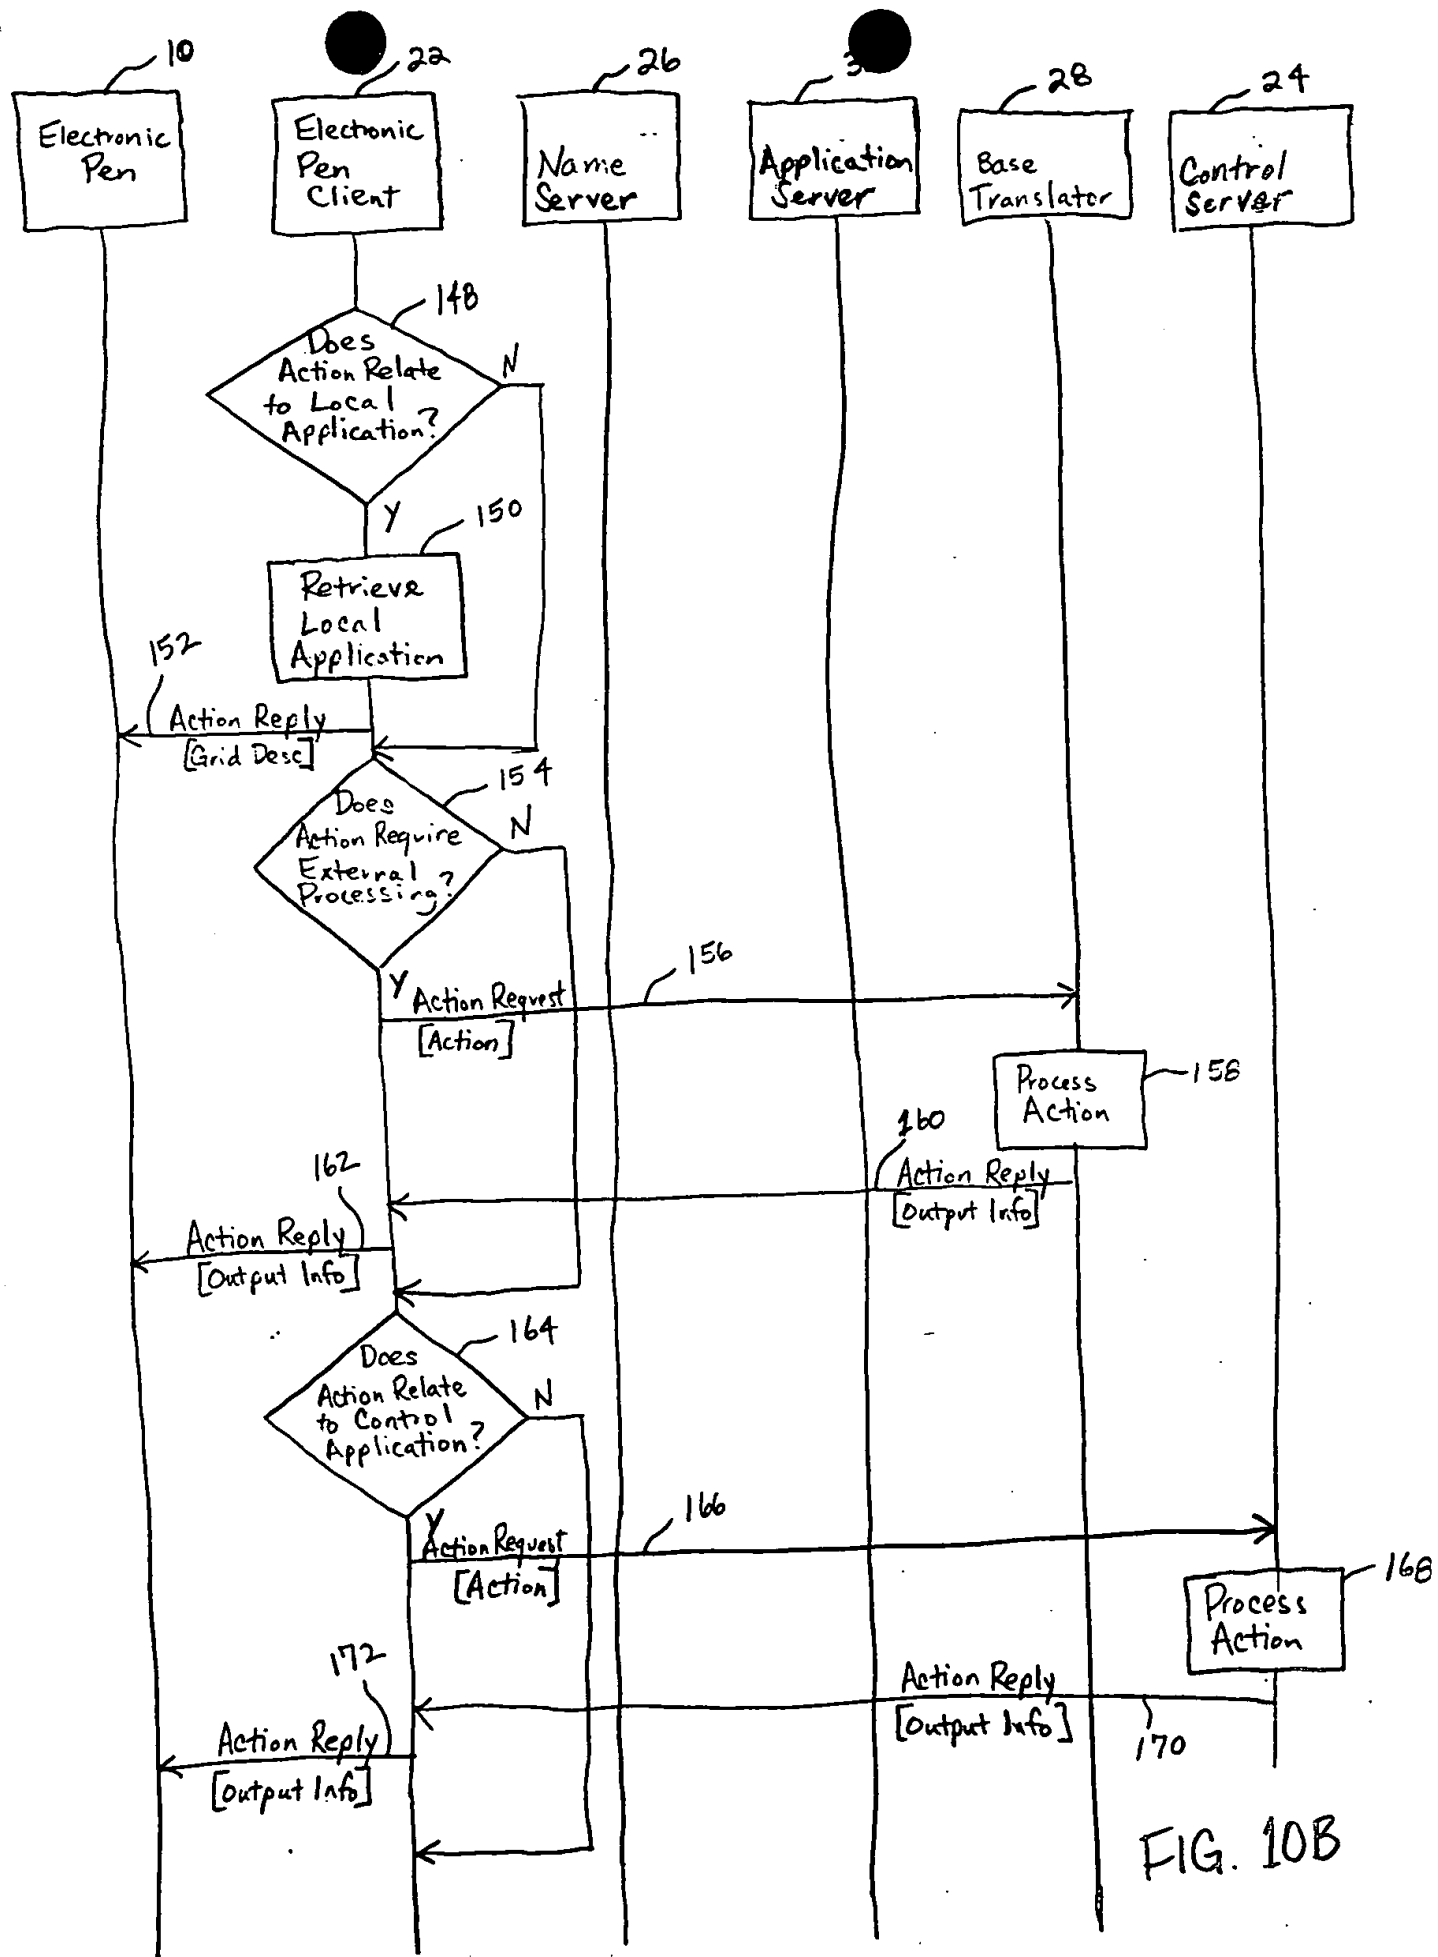 10
22
26
3
28
24
Electronic
Pen
Electronic
Pen
Client
Name
Server
Application
Server
Base
Translator
Control
Server
148
Does
Action Relate
to Local
Application?
N
Y
150
Retrieve
Local
Application
152
Action Reply
[Grid Desc]
154
Does
Action Require
External
Processing?
N
Y
Action Request
[Action]
156
Process
Action
158
160
Action Reply
[Output Info]
162
Action Reply
[Output Info]
164
Does
Action Relate
to Control
Application?
N
Y
Action Request
[Action]
166
168
Process
Action
Action Reply
[Output Info]
170
172
Action Reply
[Output Info]
FIG. 10B